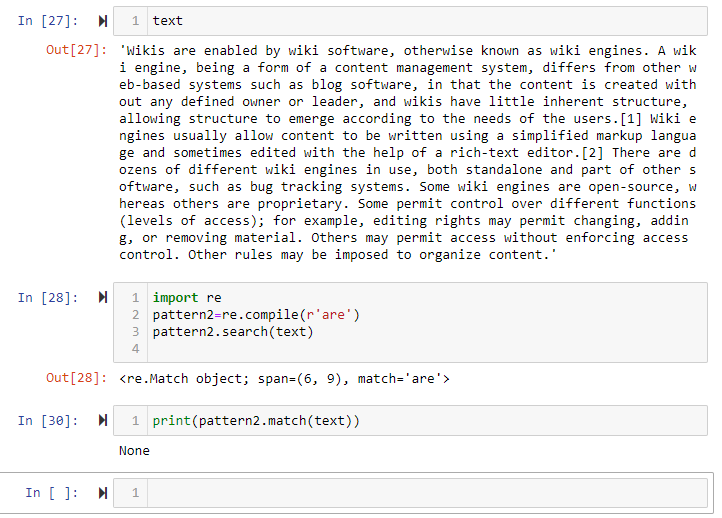 In [27]: 1 text
Out[27]: 'Wikis are enabled by wiki software, otherwise known as wiki engines. A wik
i engine, being a form of a content management system, differs from other w
eb-based systems such as blog software, in that the content is created with
out any defined owner or leader, and wikis have little inherent structure,
allowing structure to emerge according to the needs of the users.[1] Wiki e
ngines usually allow content to be written using a simplified markup langua
ge and sometimes edited with the help of a rich-text editor.[2] There are d
ozens of different wiki engines in use, both standalone and part of other s
oftware, such as bug tracking systems. Some wiki engines are open-source, w
hereas others are proprietary. Some permit control over different functions
(levels of access); for example, editing rights may permit changing, addin
g, or removing material. Others may permit access without enforcing access
control. Other rules may be imposed to organize content.'
In [28]: 1 import re
2 pattern2=re.compile(r'are')
3 pattern2.search(text)
4
Out[28]: <re.Match object; span=(6, 9), match='are'>
In [30]: 1 print(pattern2.match(text))
None
In [ ]: 1